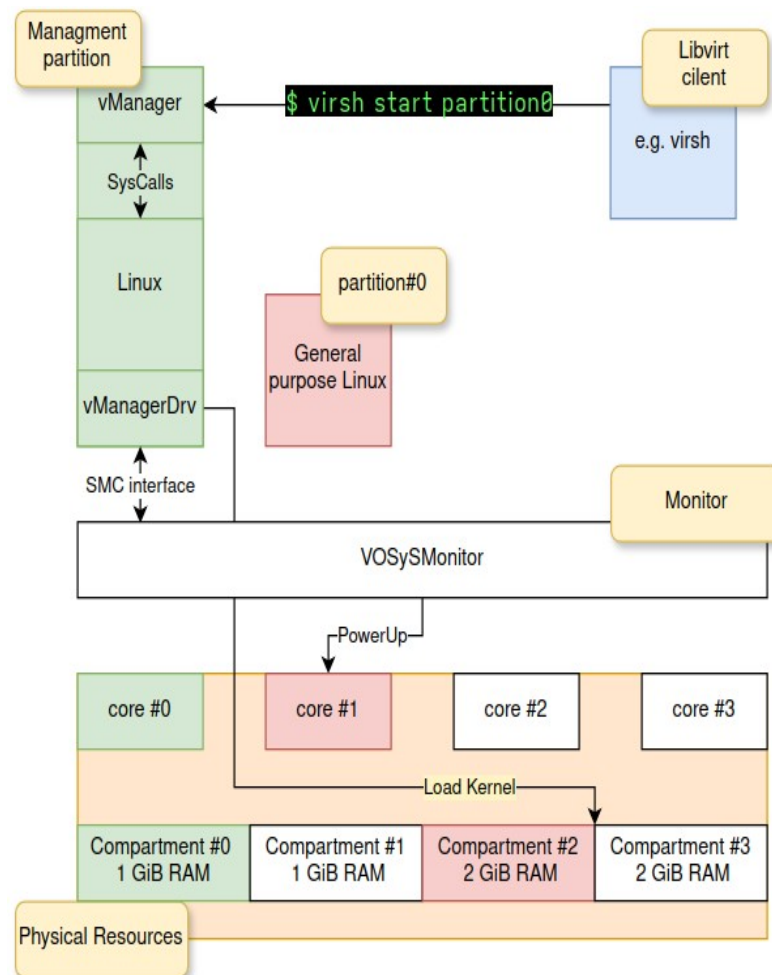 Managment
partition
Libvirt
cilent
vManager
$ virsh start partition0
e.g. virsh
SysCalls
Linux
partition#0
General
purpose Linux
vManagerDrv
SMC interface
Monitor
VOSySMonitor
PowerUp
core #0
core #1
core #2
core #3
Load Kernel
Compartment #0
1 GiB RAM
Compartment #1
1 GiB RAM
Compartment #2
2 GiB RAM
Compartment #3
2 GiB RAM
Physical Resources